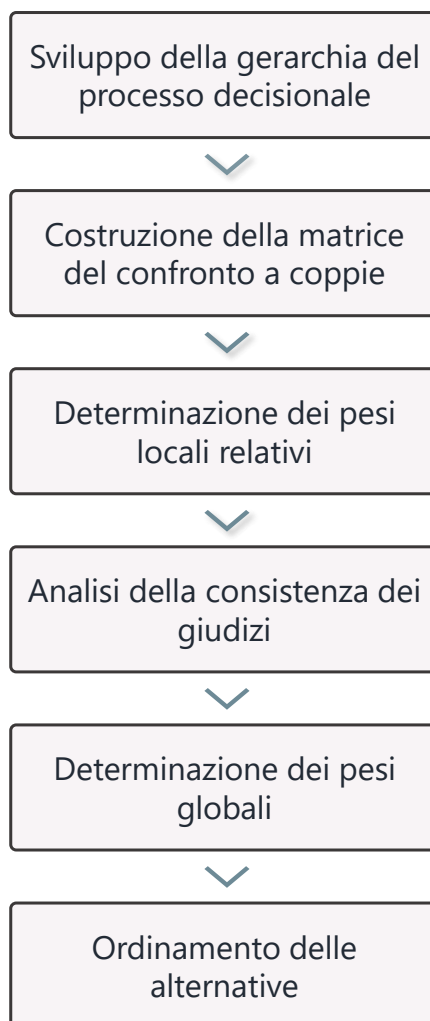 Sviluppo della gerarchia del
processo decisionale
Costruzione della matrice
del confronto a coppie
Determinazione dei pesi
locali relativi
Analisi della consistenza dei
giudizi
Determinazione dei pesi
globali
Ordinamento delle
alternative